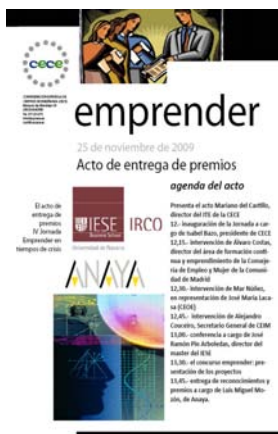 cece
emprender
25 de noviembre de 2009
Acto de entrega de premios
agenda del acto
El acto de
entrega de
premios
IV Jornada
Emprender en
tiempos de crisis
IESE
Business School
Universidad de Navarra
IRCO
ANAYA
Presenta el acto Mariano del Castillo,
director del ITE de la CECE
12.- inauguración de la Jornada a car-
go de Isabel Bazo, presidente de CECE
12,15.- intervención de Álvaro Costas,
director del área de formación conti-
nua y emprendimiento de la Conseje-
ría de Empleo y Mujer de la Comuni-
dad de Madrid
12,30.- intervención de Mar Núñez,
en representación de José María Laca-
sa (CEOE)
12,45.- intervención de Alejandro
Couceiro, Secretario General de CEIM
13,00.- conferencia a cargo de José
Ramón Pin Arboledas, director del
master del IESE
13,30.- el concurso emprender: pre-
sentación de los proyectos
13,45.- entrega de reconocimientos y
premios a cargo de Luis Miguel Mo-
zón, de Anaya.